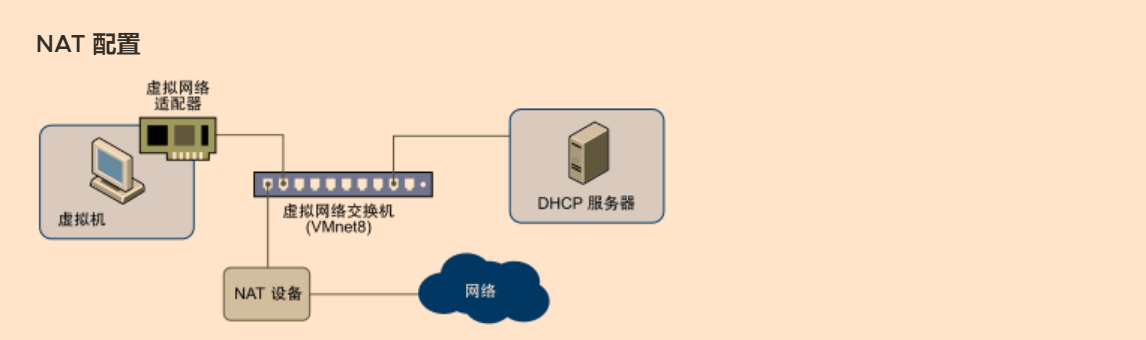 NAT 配置
虚拟网络
适配器
虚拟机
虚拟网络交换机
(VMnet8)
DHCP 服务器
NAT 设备
网络